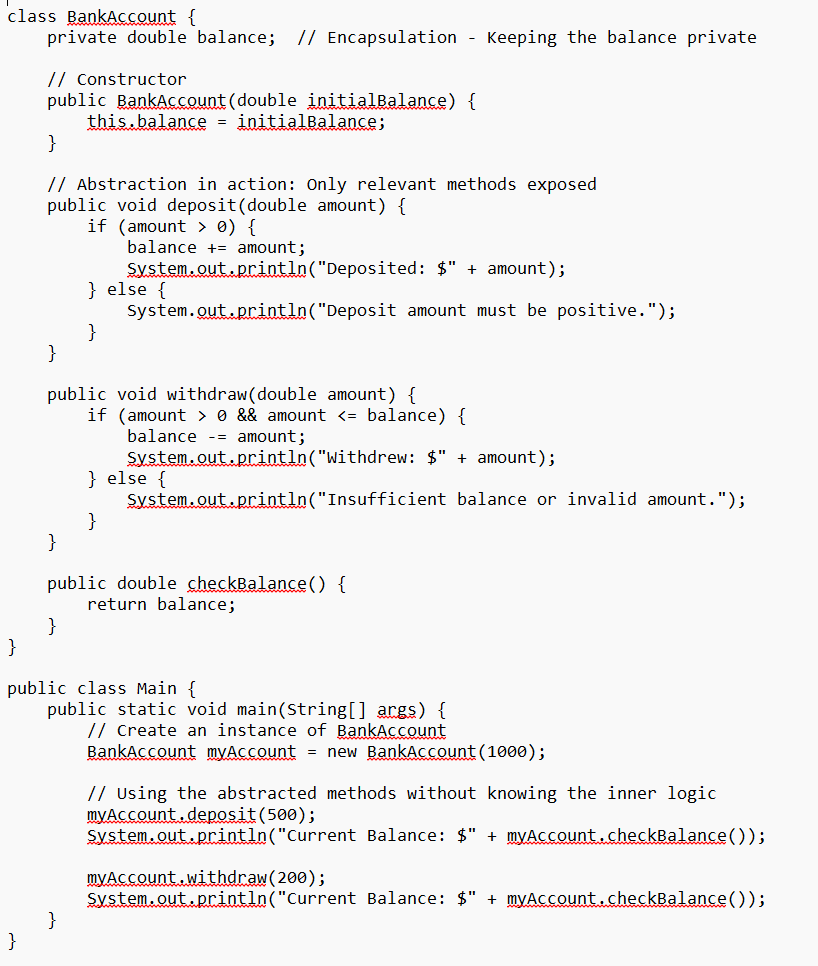 class BankAccount {
    private double balance;  // Encapsulation - Keeping the balance private

    // Constructor
    public BankAccount(double initialBalance) {
        this.balance = initialBalance;
    }

    // Abstraction in action: Only relevant methods exposed
    public void deposit(double amount) {
        if (amount > 0) {
            balance += amount;
            System.out.println("Deposited: $" + amount);
        } else {
            System.out.println("Deposit amount must be positive.");
        }
    }

    public void withdraw(double amount) {
        if (amount > 0 && amount <= balance) {
            balance -= amount;
            System.out.println("Withdrew: $" + amount);
        } else {
            System.out.println("Insufficient balance or invalid amount.");
        }
    }

    public double checkBalance() {
        return balance;
    }
}

public class Main {
    public static void main(String[] args) {
        // Create an instance of BankAccount
        BankAccount myAccount = new BankAccount(1000);

        // Using the abstracted methods without knowing the inner logic
        myAccount.deposit(500);
        System.out.println("Current Balance: $" + myAccount.checkBalance());

        myAccount.withdraw(200);
        System.out.println("Current Balance: $" + myAccount.checkBalance());
    }
}